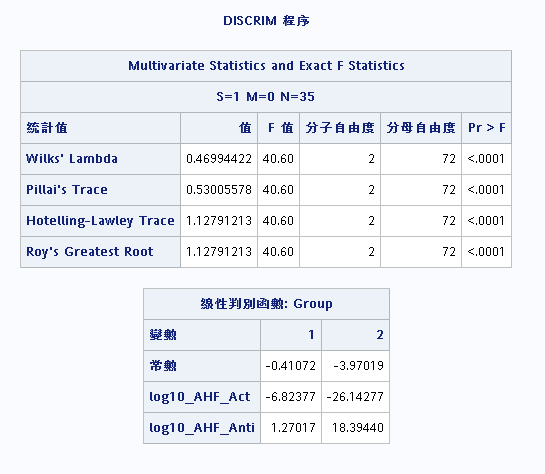 DISCRIM 程序
Multivariate Statistics and Exact F Statistics
S=1 M=0 N=35
統計值 值 F 值 分子自由度 分母自由度 Pr > F
Wilks' Lambda 0.46994422 40.60 2 72 <.0001
Pillai's Trace 0.53005578 40.60 2 72 <.0001
Hotelling-Lawley Trace 1.12791213 40.60 2 72 <.0001
Roy's Greatest Root 1.12791213 40.60 2 72 <.0001
線性判別函數: Group
變數 1 2
常數 -0.41072 -3.97019
log10_AHF_Act -6.82377 -26.14277
log10_AHF_Anti 1.27017 18.39440